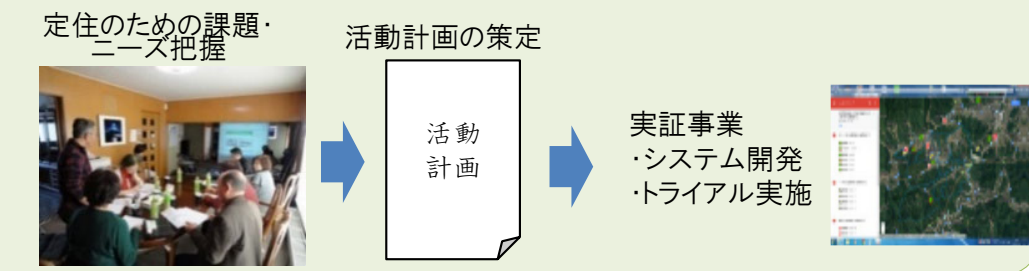 定住のための課題・
ニーズ把握
活動計画の策定
活動
計画
実証事業
・システム開発
・トライアル実施